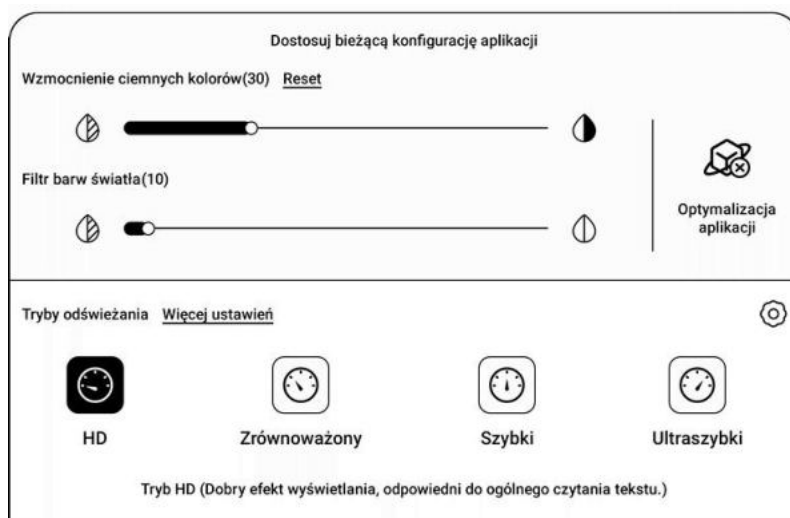 Dostosuj bieżącą konfigurację aplikacji
Wzmocnienie ciemnych kolorów(30) Reset
Filtr barw światła(10)
Optymalizacja
aplikacji
Tryby odświeżania Więcej ustawień
HD Zrównoważony Szybki Ultraszybki
Tryb HD (Dobry efekt wyświetlania, odpowiedni do ogólnego czytania tekstu.)